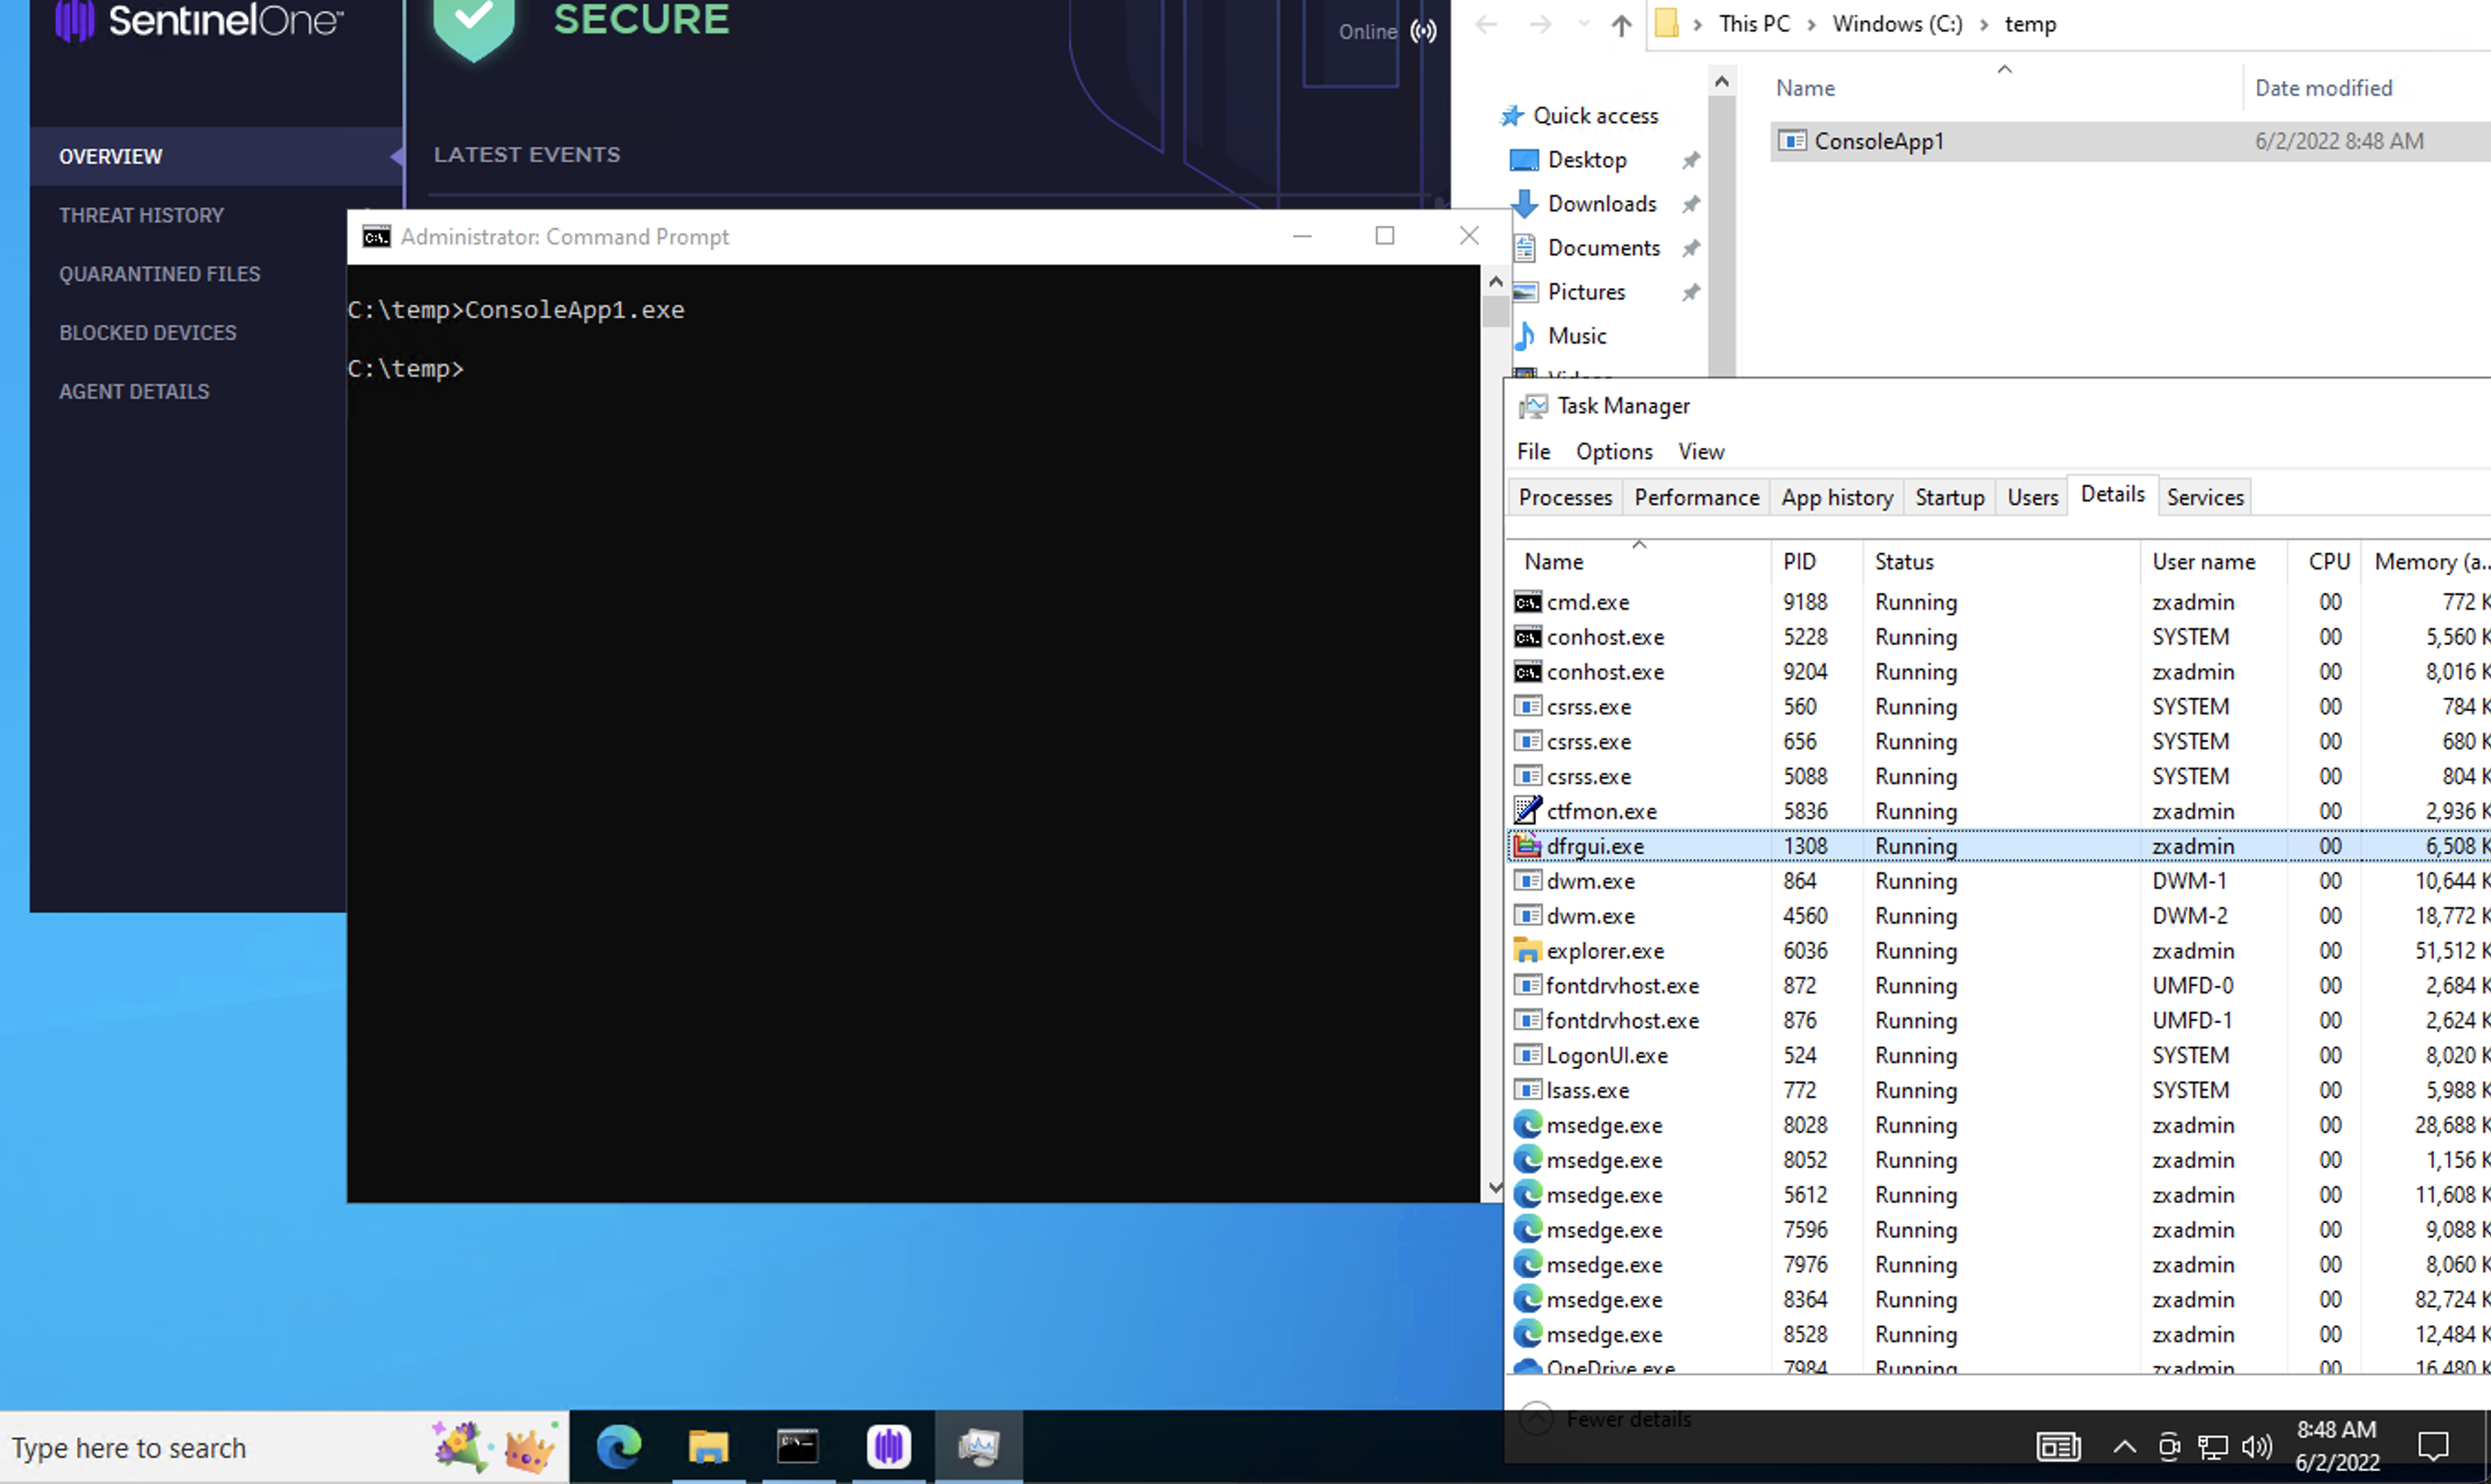 SentinelOne™
SECURE
Online
OVERVIEW
THREAT HISTORY
QUARANTINED FILES
BLOCKED DEVICES
AGENT DETAILS
LATEST EVENTS
Administrator: Command Prompt
C:\temp>ConsoleApp1.exe
C:\temp>
This PC > Windows (C:) > temp
Name Date modified
ConsoleApp1 6/2/2022 8:48 AM
Quick access
Desktop
Downloads
Documents
Pictures
Music
Task Manager
File Options View
Processes Performance App history Startup Users Details Services
Name PID Status User name CPU Memory (a...
cmd.exe 9188 Running zxadmin 00 772 K
conhost.exe 5228 Running SYSTEM 00 5,560 K
conhost.exe 9204 Running zxadmin 00 8,016 K
csrss.exe 560 Running SYSTEM 00 784 K
csrss.exe 656 Running SYSTEM 00 680 K
csrss.exe 5088 Running SYSTEM 00 804 K
ctfmon.exe 5836 Running zxadmin 00 2,936 K
dfrgui.exe 1308 Running zxadmin 00 6,508 K
dwm.exe 864 Running DWM-1 00 10,644 K
dwm.exe 4560 Running DWM-2 00 18,772 K
explorer.exe 6036 Running zxadmin 00 51,512 K
fontdrvhost.exe 872 Running UMFD-0 00 2,684 K
fontdrvhost.exe 876 Running UMFD-1 00 2,624 K
LogonUI.exe 524 Running SYSTEM 00 8,020 K
lsass.exe 772 Running SYSTEM 00 5,988 K
msedge.exe 8028 Running zxadmin 00 28,688 K
msedge.exe 8052 Running zxadmin 00 1,156 K
msedge.exe 5612 Running zxadmin 00 11,608 K
msedge.exe 7596 Running zxadmin 00 9,088 K
msedge.exe 7976 Running zxadmin 00 8,060 K
msedge.exe 8364 Running zxadmin 00 82,724 K
msedge.exe 8528 Running zxadmin 00 12,484 K
OneDrive.exe 7984 Running zxadmin 00 16,480 K
Fewer details
Type here to search
8:48 AM
6/2/2022